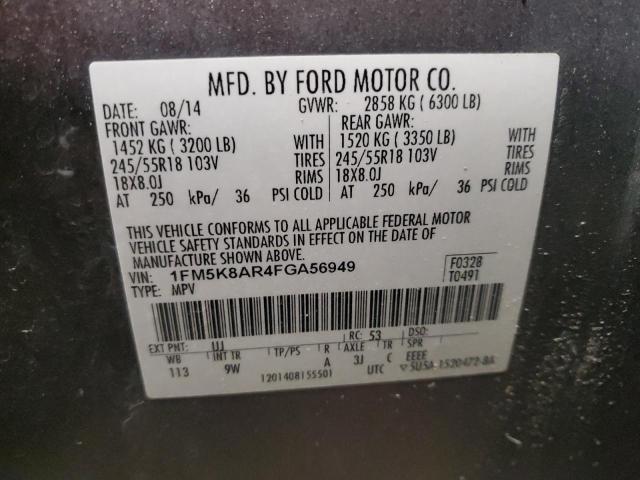 MFD. BY FORD MOTOR CO.
DATE: 08/14 GVWR: 2858 KG ( 6300 LB)
FRONT GAWR: REAR GAWR:
1452 KG ( 3200 LB) WITH 1520 KG ( 3350 LB) WITH
245/55R18 103V TIRES 245/55R18 103V TIRES
18X8.0J RIMS 18X8.0J RIMS
AT 250 kPa/ 36 PSI COLD AT 250 kPa/ 36 PSI COLD
THIS VEHICLE CONFORMS TO ALL APPLICABLE FEDERAL MOTOR
VEHICLE SAFETY STANDARDS IN EFFECT ON THE DATE OF
MANUFACTURE SHOWN ABOVE.
VIN: 1FM5K8AR4FGA56949 F0328
TYPE: MPV T0491
EXT PNT: UJ RC: 53 DSO:
WB INT TR TP/PS R AXLE TR SPR
113 9W A 3J C EEEE
1201408155501 UTC ▽ 5U5A-1520472-BA